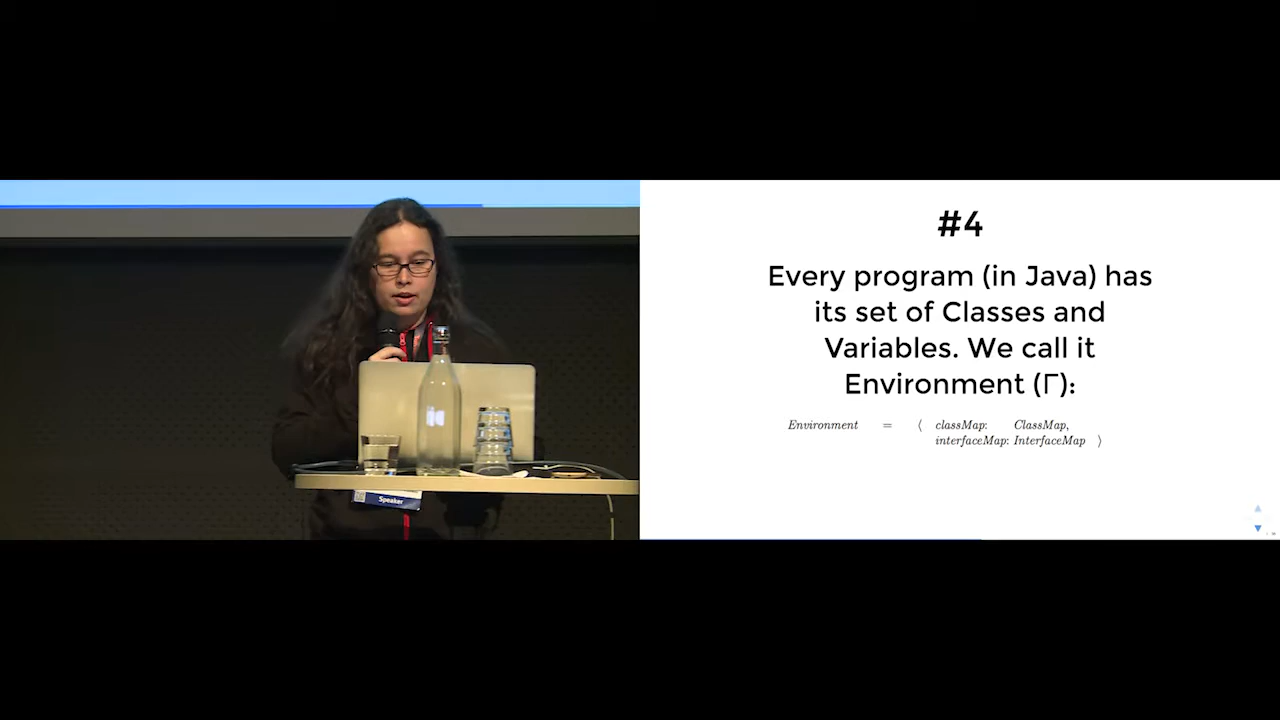 #4
Every program (in Java) has
its set of Classes and
Variables. We call it
Environment (Γ):
Environment = ⟨ classMap: ClassMap,
interfaceMap: InterfaceMap ⟩
Speaker